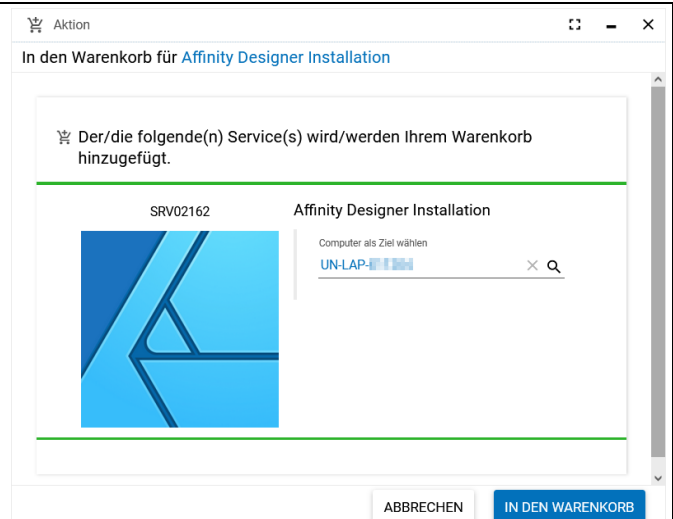 Aktion
In den Warenkorb für Affinity Designer Installation
Der/die folgende(n) Service(s) wird/werden Ihrem Warenkorb
hinzugefügt.
SRV02162
Affinity Designer Installation
Computer als Ziel wählen
UN-LAP-
ABBRECHEN
IN DEN WARENKORB